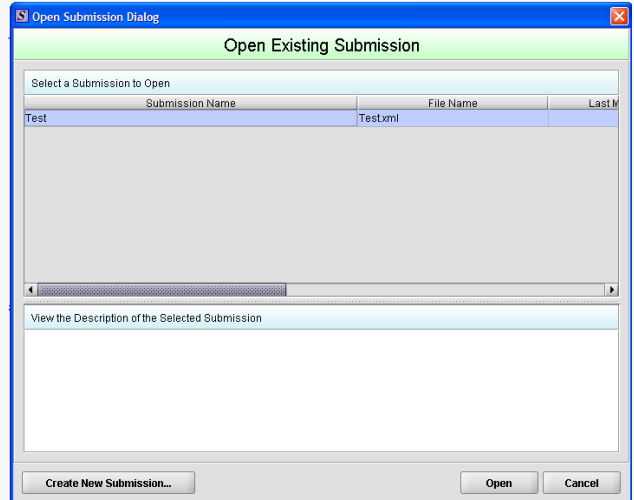 S Open Submission Dialog
Open Existing Submission
Select a Submission to Open
Submission Name File Name Last M
Test Test.xml
View the Description of the Selected Submission
Create New Submission... Open Cancel